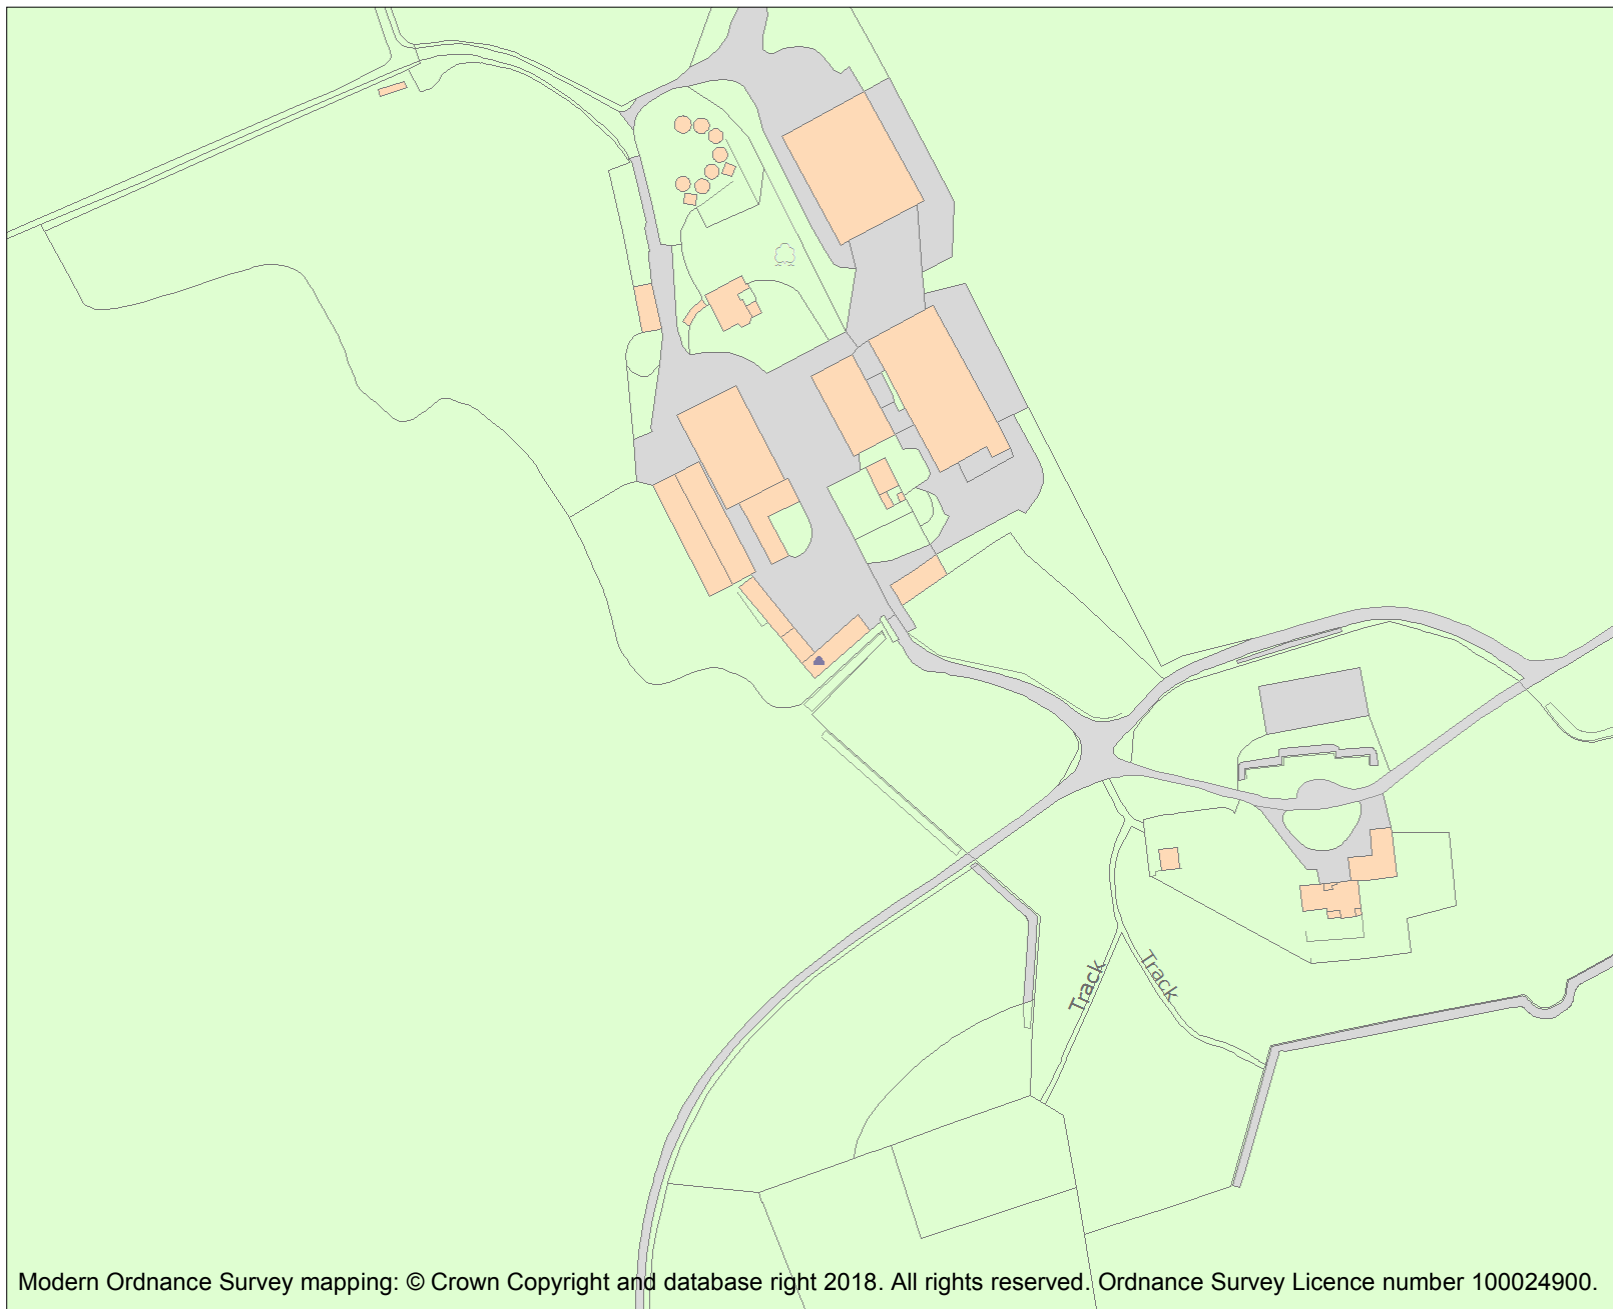 Track
Track
Modern Ordnance Survey mapping: © Crown Copyright and database right 2018. All rights reserved. Ordnance Survey Licence number 100024900.